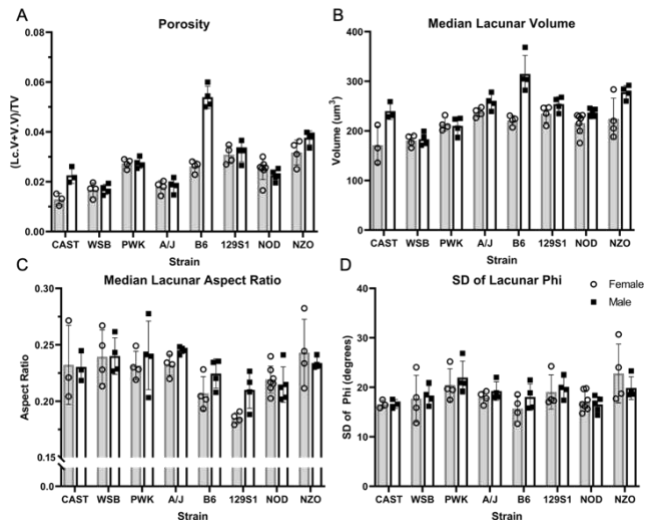 A
Porosity
(Lc.V+V.V)/TV
0.08
0.06
0.04
0.02
0.00
CAST WSB PWK A/J B6 129S1 NOD NZO
Strain
B
Median Lacunar Volume
Volume (um³)
400
300
200
100
0
CAST WSB PWK A/J B6 129S1 NOD NZO
Strain
C
Median Lacunar Aspect Ratio
Aspect Ratio
0.30
0.25
0.20
0.15
0.0
CAST WSB PWK A/J B6 129S1 NOD NZO
Strain
D
SD of Lacunar Phi
Female
Male
SD of Phi (degrees)
40
30
20
10
0
CAST WSB PWK A/J B6 129S1 NOD NZO
Strain